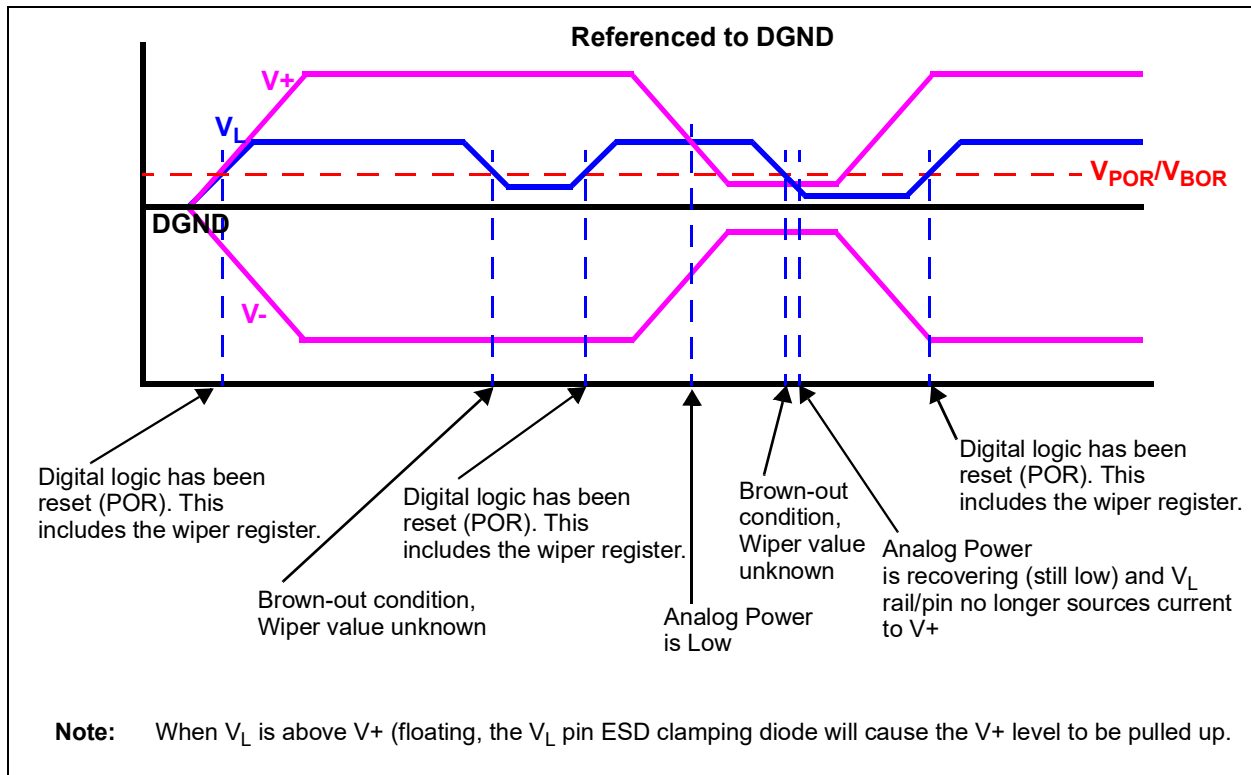 Referenced to DGND
V+
VL
VPOR/VBOR
DGND
V-
Digital logic has been
reset (POR). This
includes the wiper register.
Brown-out condition,
Wiper value unknown
Digital logic has been
reset (POR). This
includes the wiper register.
Analog Power
is Low
Brown-out
condition,
Wiper value
unknown
Analog Power
is recovering (still low) and VL
rail/pin no longer sources current
to V+
Digital logic has been
reset (POR). This
includes the wiper register.
Note: When VL is above V+ (floating, the VL pin ESD clamping diode will cause the V+ level to be pulled up.